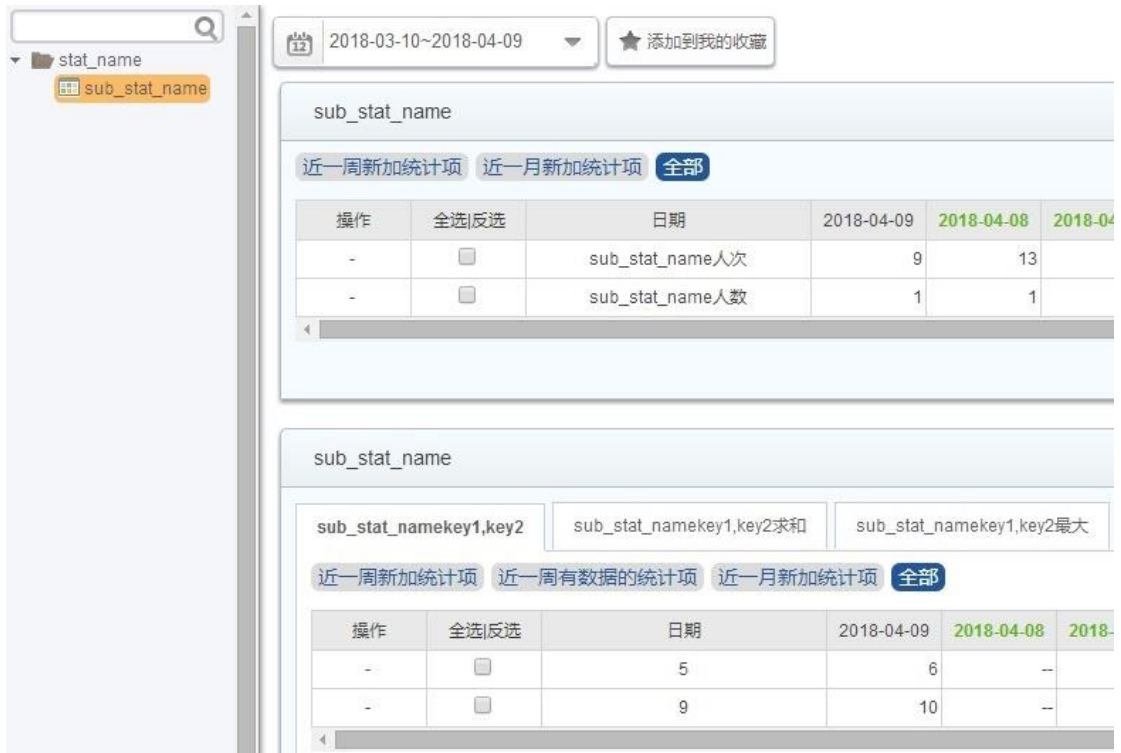 stat_name
sub_stat_name
12 2018-03-10~2018-04-09 添加到我的收藏
sub_stat_name
近一周新加统计项 近一月新加统计项 全部
操作 全选|反选 日期 2018-04-09 2018-04-08 2018-04
- sub_stat_name人次 9 13
- sub_stat_name人数 1 1
sub_stat_name
sub_stat_namekey1,key2 sub_stat_namekey1,key2求和 sub_stat_namekey1,key2最大
近一周新加统计项 近一周有数据的统计项 近一月新加统计项 全部
操作 全选|反选 日期 2018-04-09 2018-04-08 2018-
- 5 6 --
- 9 10 --